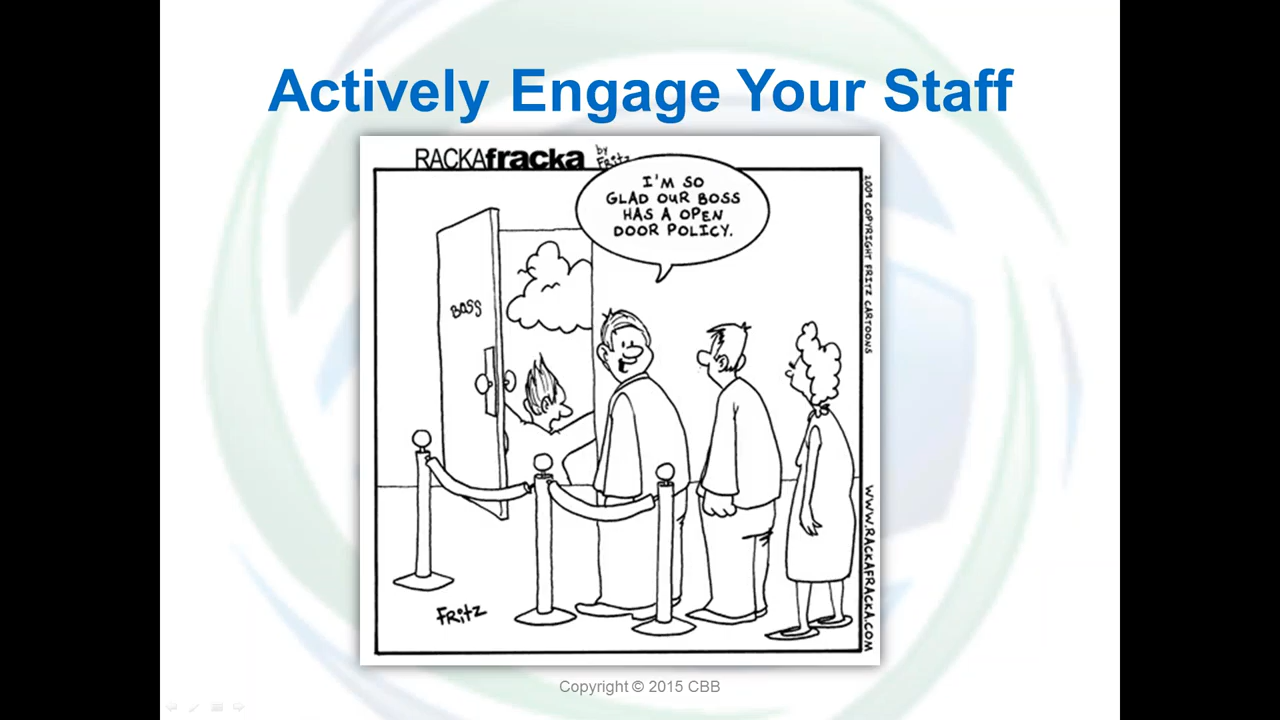 Actively Engage Your Staff
RACKAfracka by Fritz
I'M SO
GLAD OUR BOSS
HAS A OPEN
DOOR POLICY.
BOSS
2009 COPYRIGHT FRITZ CARTOONS
WWW.RACKAFRACKA.COM
FRitz
Copyright © 2015 CBB